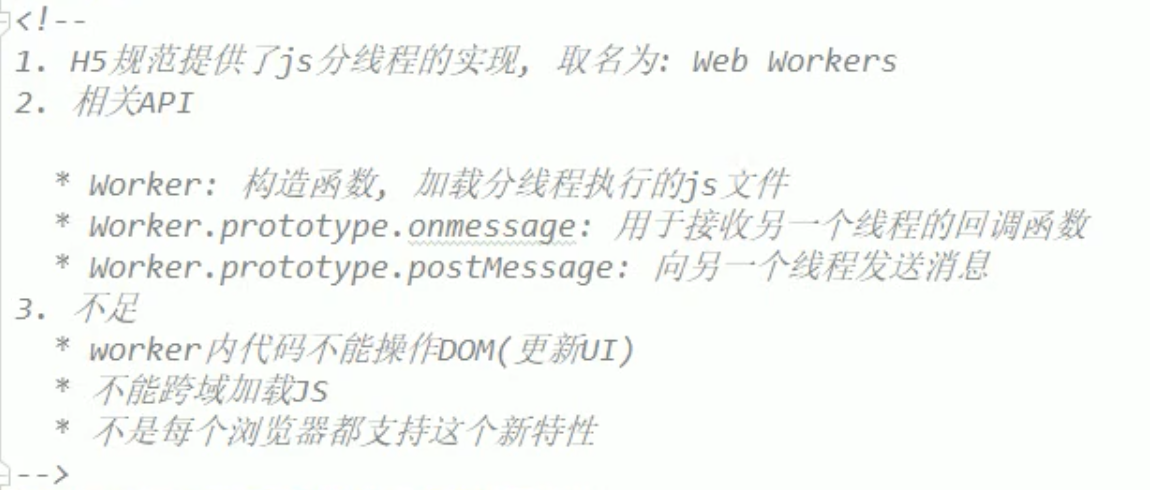 <!--
1. H5规范提供了js分线程的实现, 取名为: Web Workers
2. 相关API
* Worker: 构造函数, 加载分线程执行的js文件
* Worker.prototype.onmessage: 用于接收另一个线程的回调函数
* Worker.prototype.postMessage: 向另一个线程发送消息
3. 不足
* worker内代码不能操作DOM(更新UI)
* 不能跨域加载JS
* 不是每个浏览器都支持这个新特性
-->